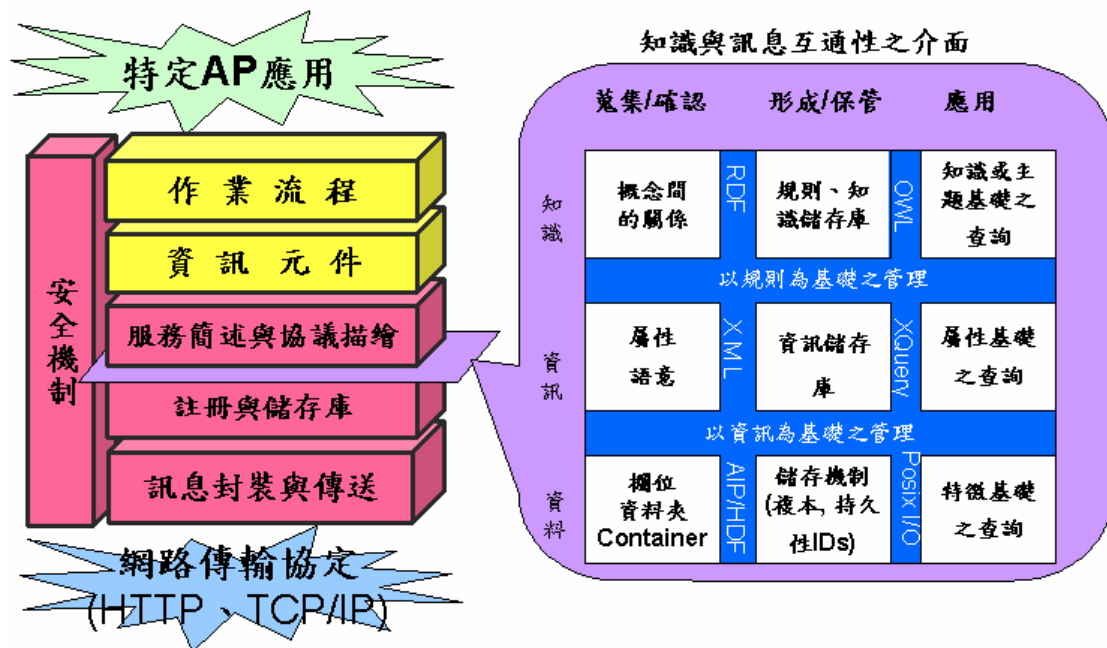 特定AP應用
安全機制
作業流程
資訊元件
服務簡述與協議描繪
註冊與儲存庫
訊息封裝與傳送
網路傳輸協定
(HTTP、TCP/IP)
知識與訊息互通性之介面
蒐集/確認
形成/保管
應用
知識
概念間
的關係
RDF
規則、知
識儲存庫
OWL
知識或主
題基礎之
查詢
以規則為基礎之管理
資訊
屬性
語意
XML
資訊儲存
庫
XQuery
屬性基礎
之查詢
以資訊為基礎之管理
資料
欄位
資料夾
Container
AIP/HDF
儲存機制
(複本, 持久
性IDs)
Posix I/O
特徵基礎
之查詢